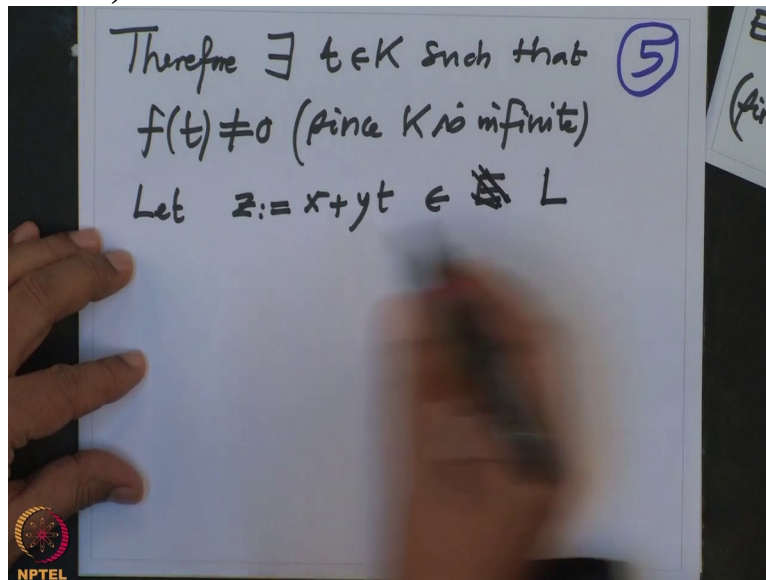 Therefore ∃ t ∈ K such that
5
f(t) ≠ 0 (since K is infinite)
Let z := x + yt ∈ L
NPTEL